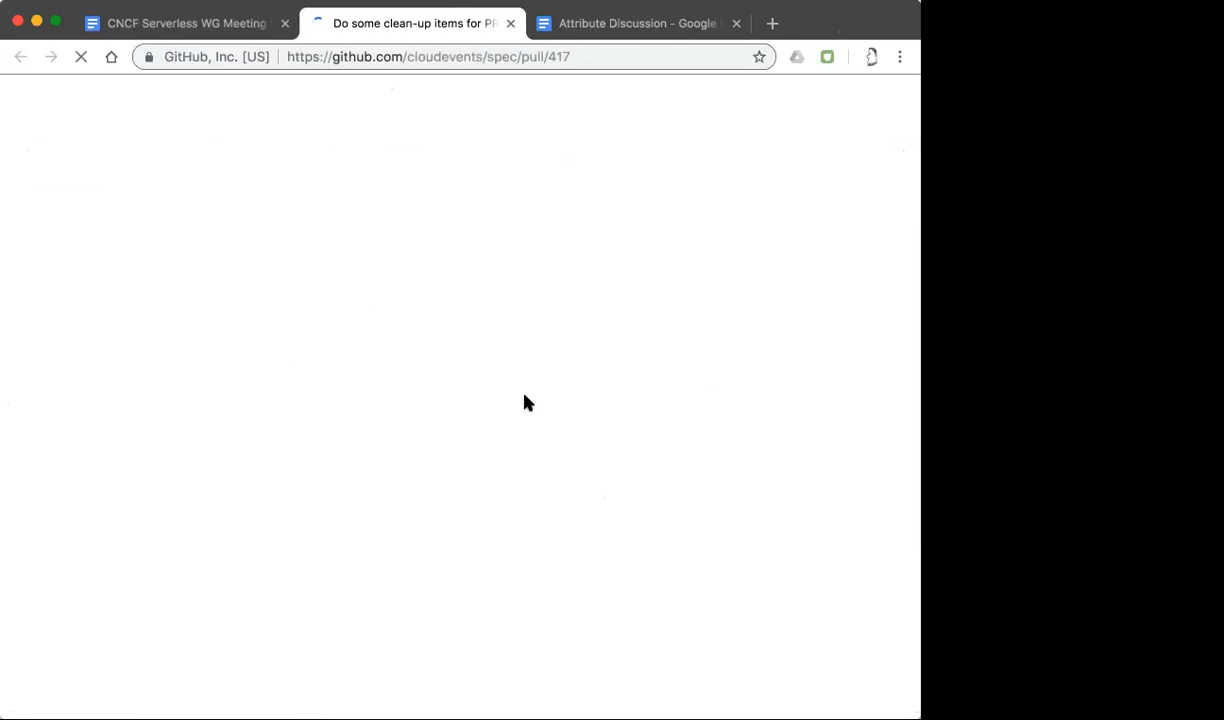 CNCF Serverless WG Meeting
Do some clean-up items for PR
Attribute Discussion - Google
GitHub, Inc. [US]
https://github.com/cloudevents/spec/pull/417